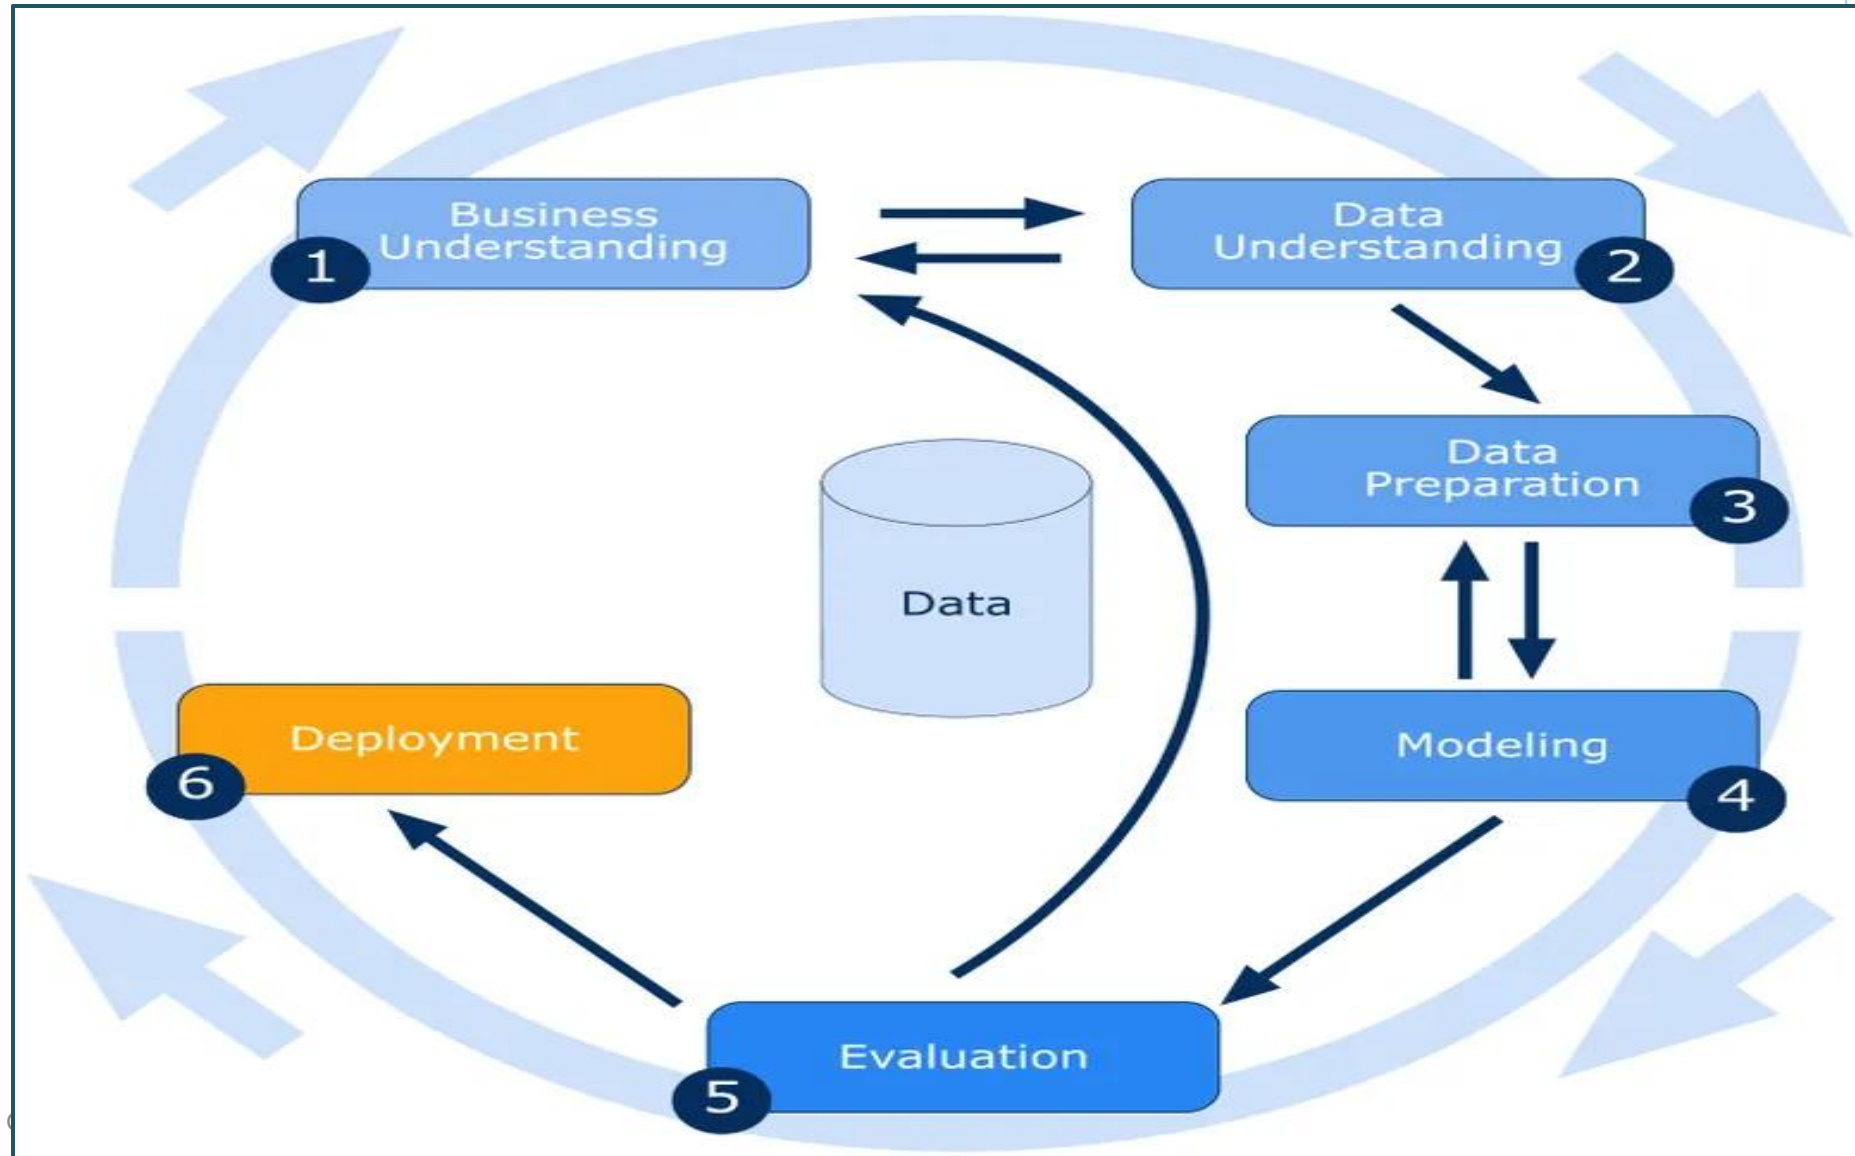 Business
Understanding
1
Data
Understanding
2
Data
Preparation
3
Data
Modeling
4
Deployment
6
Evaluation
5